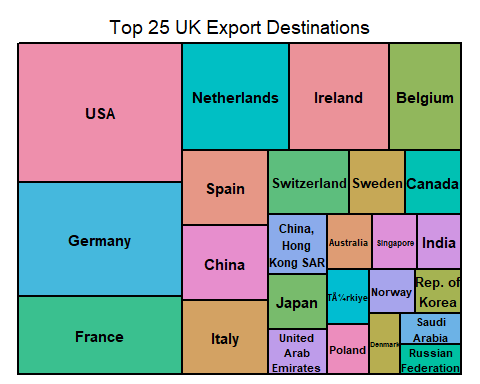 Top 25 UK Export Destinations
USA
Netherlands
Ireland
Belgium
Germany
Spain
Switzerland
Sweden
Canada
China
China,
Hong
Kong SAR
Australia
Singapore
India
France
Italy
Japan
TÃ¼rkiye
Norway
Rep. of
Korea
United
Arab
Emirates
Poland
Denmark
Saudi
Arabia
Russian
Federation